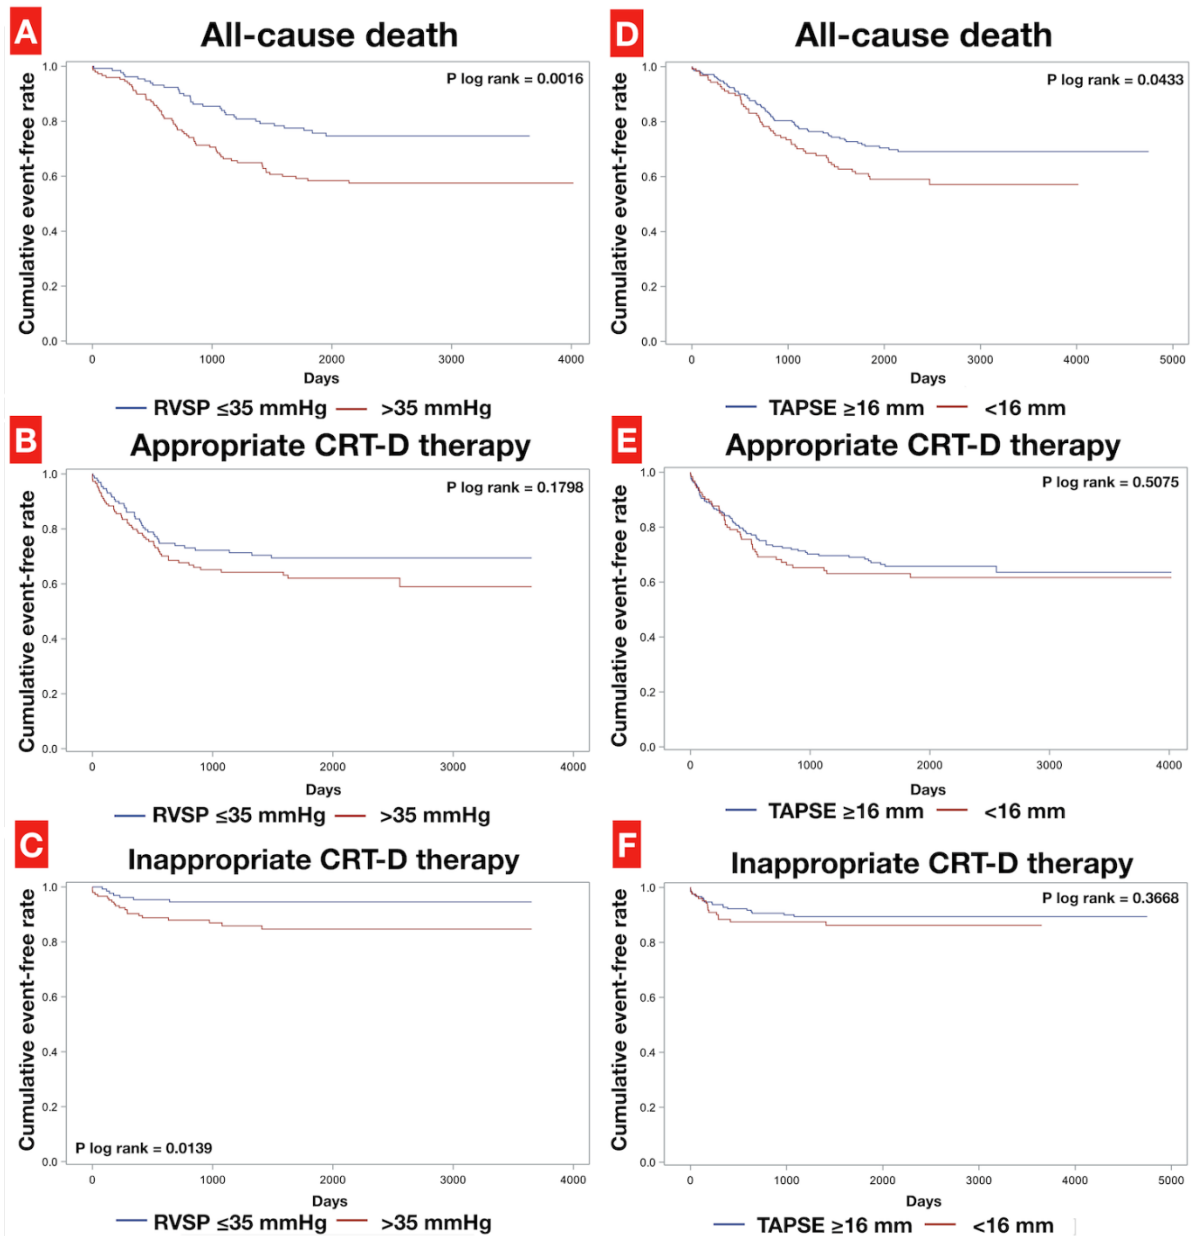 A
All-cause death
P log rank = 0.0016
Cumulative event-free rate
1.0
0.8
0.6
0.4
0.2
0.0
0 1000 2000 3000 4000
Days
RVSP ≤35 mmHg >35 mmHg
D
All-cause death
P log rank = 0.0433
Cumulative event-free rate
1.0
0.8
0.6
0.4
0.2
0.0
0 1000 2000 3000 4000 5000
Days
TAPSE ≥16 mm <16 mm
B
Appropriate CRT-D therapy
P log rank = 0.1798
Cumulative event-free rate
1.0
0.8
0.6
0.4
0.2
0.0
0 1000 2000 3000 4000
Days
RVSP ≤35 mmHg >35 mmHg
E
Appropriate CRT-D therapy
P log rank = 0.5075
Cumulative event-free rate
1.0
0.8
0.6
0.4
0.2
0.0
0 1000 2000 3000 4000
Days
TAPSE ≥16 mm <16 mm
C
Inappropriate CRT-D therapy
Cumulative event-free rate
1.0
0.8
0.6
0.4
0.2
0.0
P log rank = 0.0139
0 1000 2000 3000 4000
Days
RVSP ≤35 mmHg >35 mmHg
F
Inappropriate CRT-D therapy
P log rank = 0.3668
Cumulative event-free rate
1.0
0.8
0.6
0.4
0.2
0.0
0 1000 2000 3000 4000 5000
Days
TAPSE ≥16 mm <16 mm